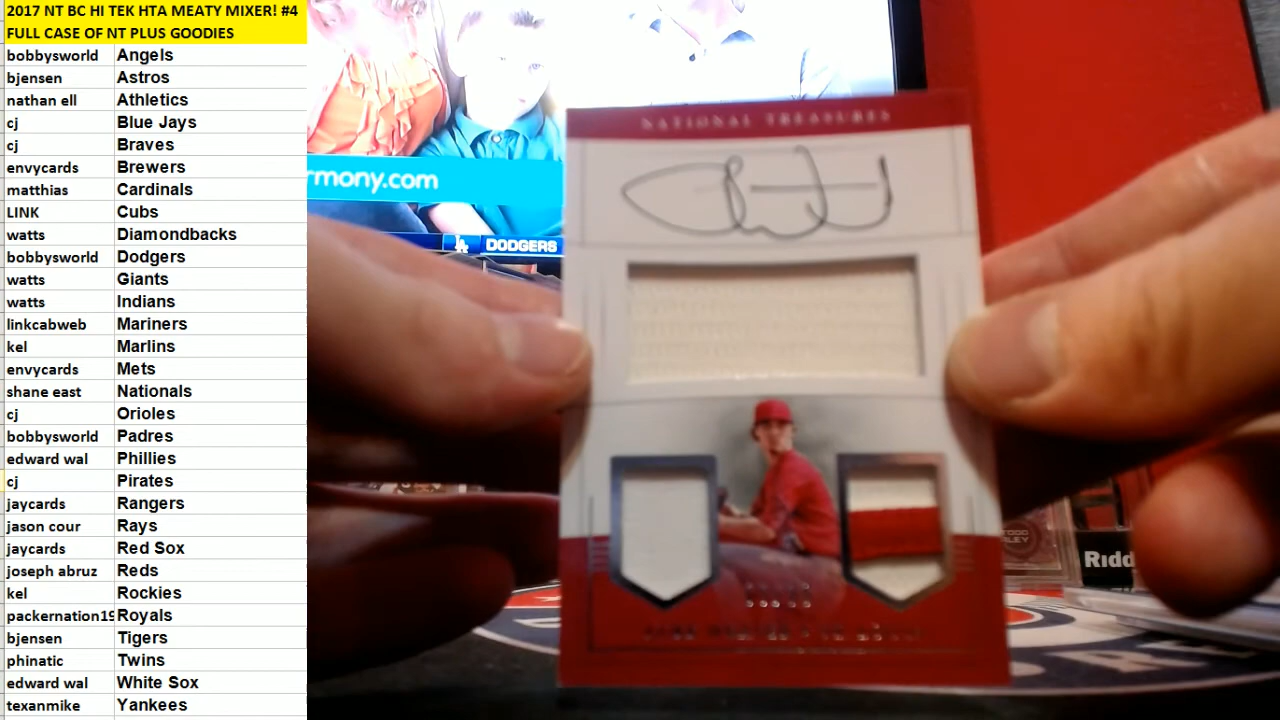 2017 NT BC HI TEK HTA MEATY MIXER! #4
FULL CASE OF NT PLUS GOODIES
bobbysworld Angels
bjensen Astros
nathan ell Athletics
cj Blue Jays
cj Braves
envycards Brewers
matthias Cardinals
LINK Cubs
watts Diamondbacks
bobbysworld Dodgers
watts Giants
watts Indians
linkcabweb Mariners
kel Marlins
envycards Mets
shane east Nationals
cj Orioles
bobbysworld Padres
edward wal Phillies
cj Pirates
jaycards Rangers
jason cour Rays
jaycards Red Sox
joseph abruz Reds
kel Rockies
packernation19 Royals
bjensen Tigers
phinatic Twins
edward wal White Sox
texanmike Yankees
rmony.com
LA DODGERS
NATIONAL TREASURES
Ridd